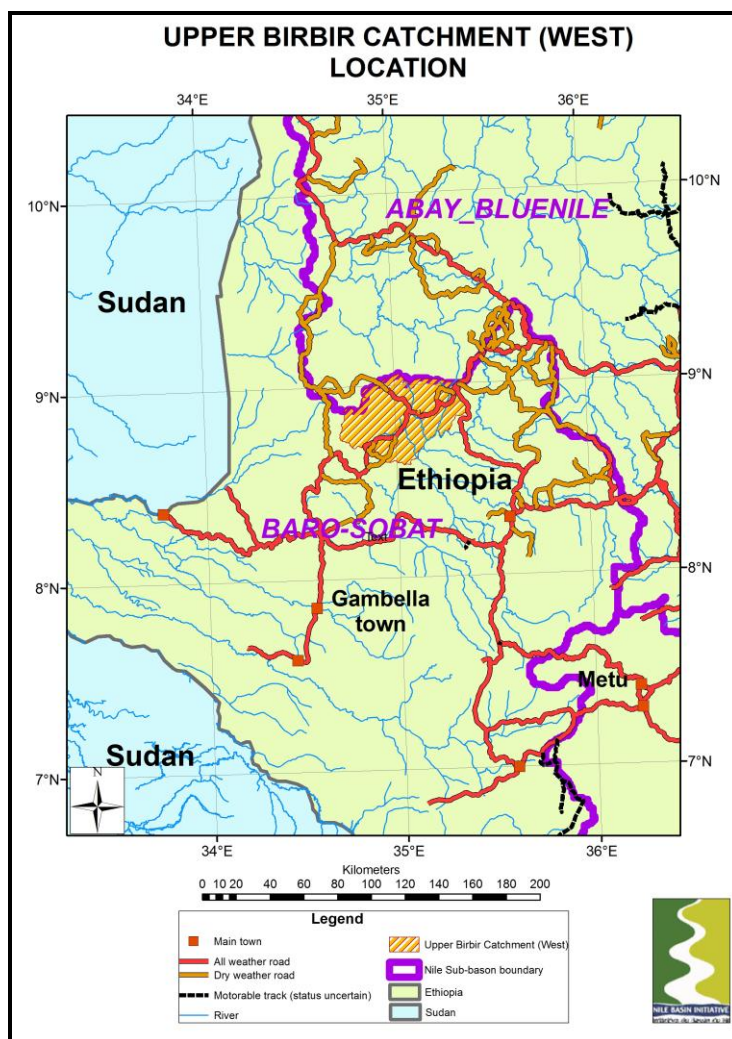 UPPER BIRBIR CATCHMENT (WEST)
LOCATION
34°E 35°E 36°E
10°N 10°N
ABAY_BLUENILE
Sudan
9°N 9°N
Ethiopia
BARO-SOBAT
Text
8°N 8°N
Gambella
town
Metu
Sudan
7°N 7°N
N
34°E 35°E 36°E
Kilometers
0 10 20 40 60 80 100 120 140 160 180 200
Legend
Main town
Upper Birbir Catchment (West)
All weather road
Dry weather road
Nile Sub-bason boundary
Motorable track (status uncertain)
Ethiopia
River
Sudan
NILE BASIN INITIATIVE